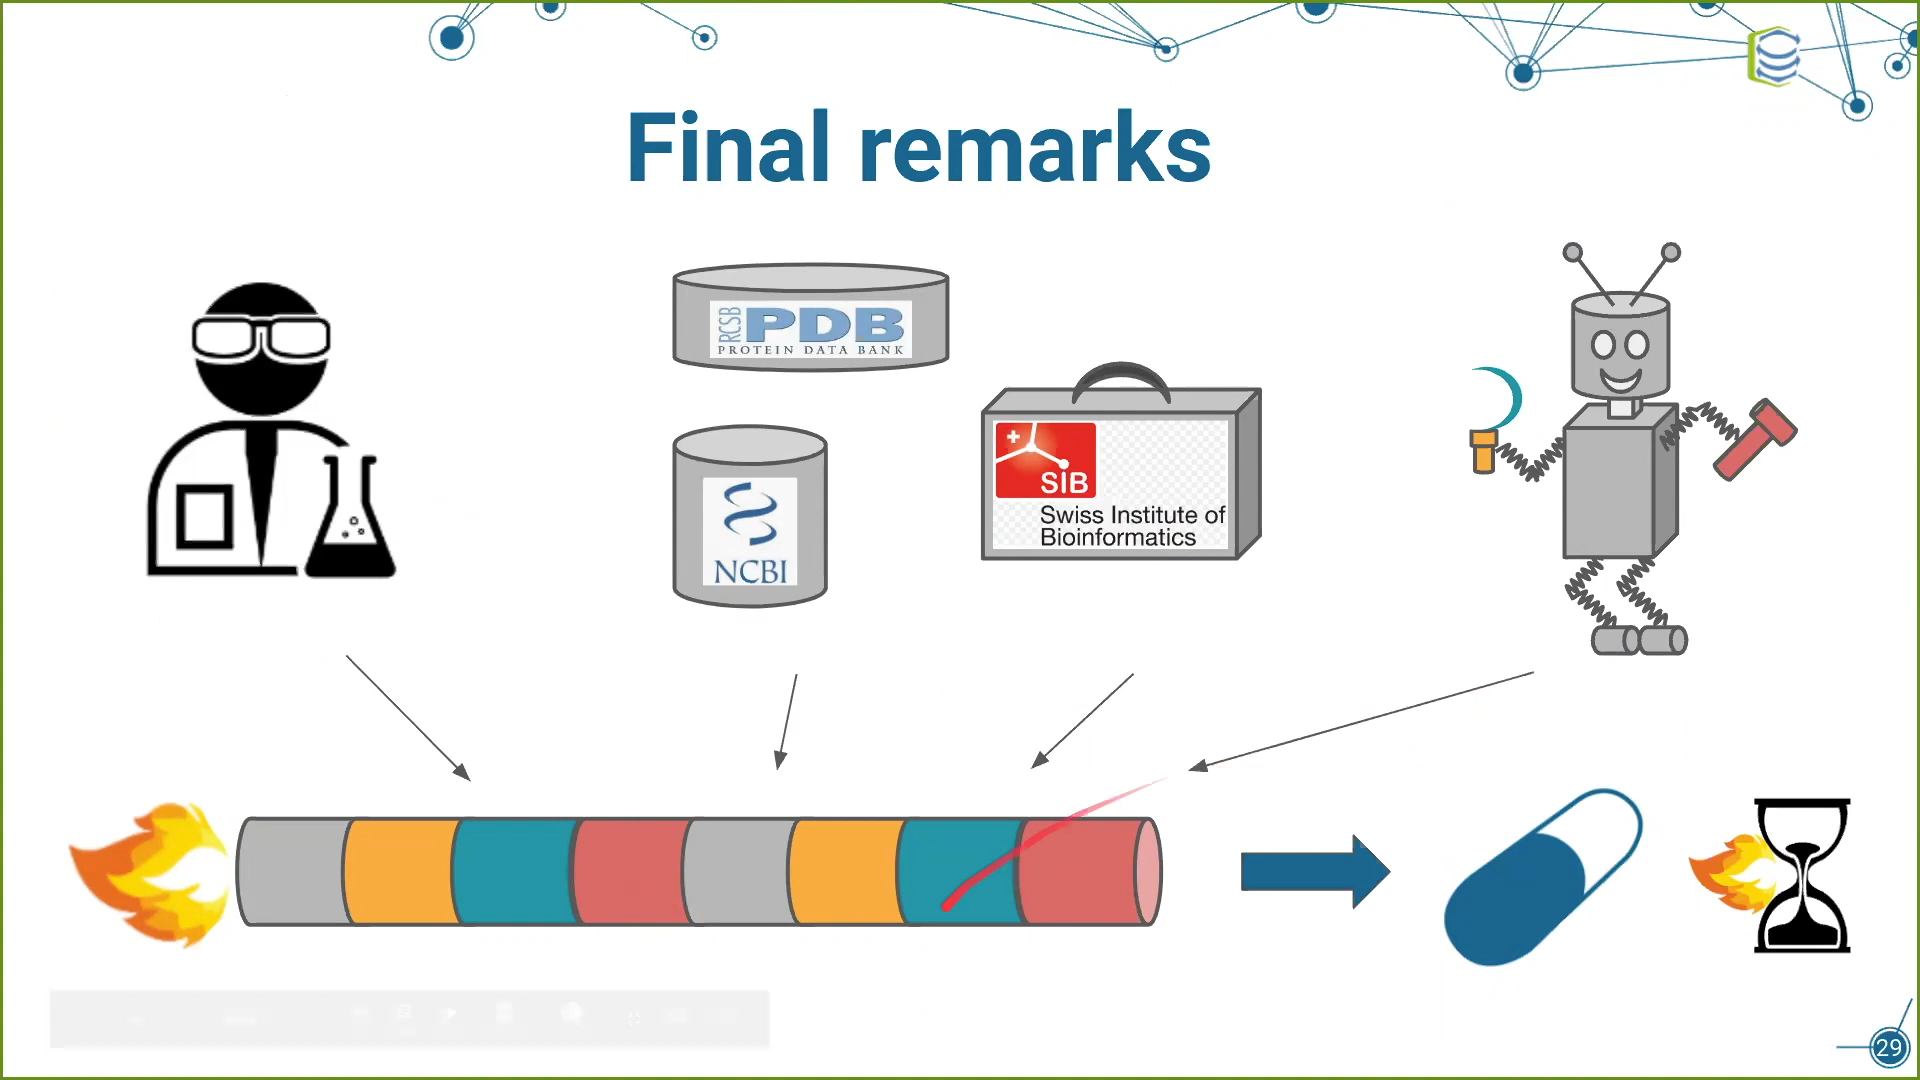 Final remarks
RCSB
PDB
PROTEIN DATA BANK
NCBI
SIB
Swiss Institute of
Bioinformatics
29